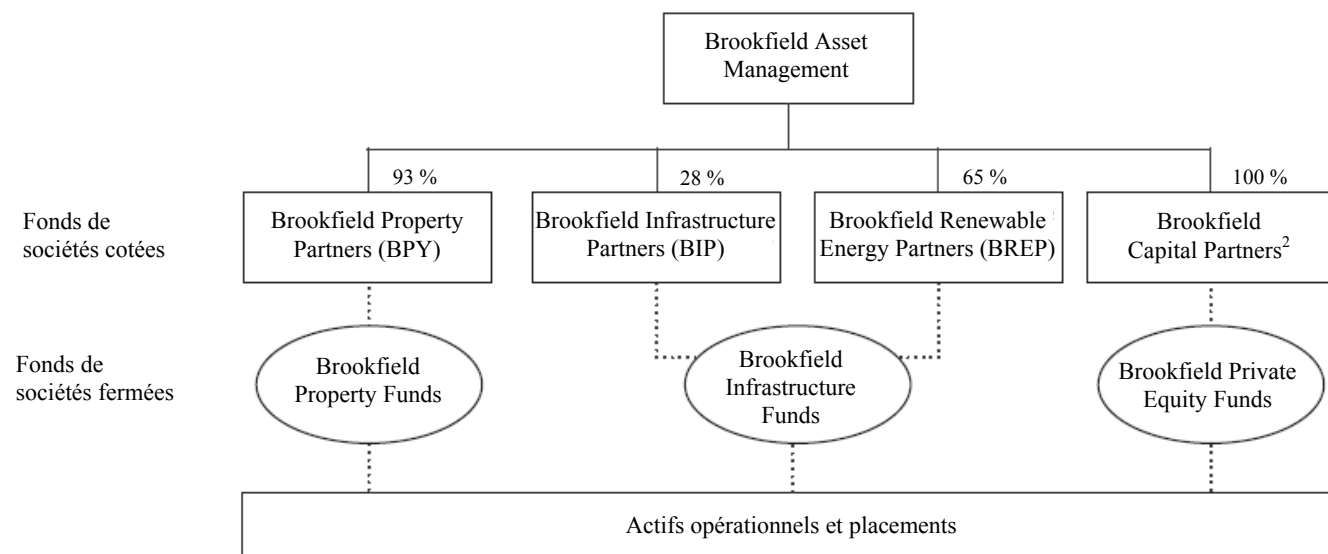 Brookfield Asset
Management
93 %
28 %
65 %
100 %
Fonds de
sociétés cotées
Brookfield Property
Partners (BPY)
Brookfield Infrastructure
Partners (BIP)
Brookfield Renewable
Energy Partners (BREP)
Brookfield
Capital Partners²
Fonds de
sociétés fermées
Brookfield
Property Funds
Brookfield
Infrastructure
Funds
Brookfield Private
Equity Funds
Actifs opérationnels et placements